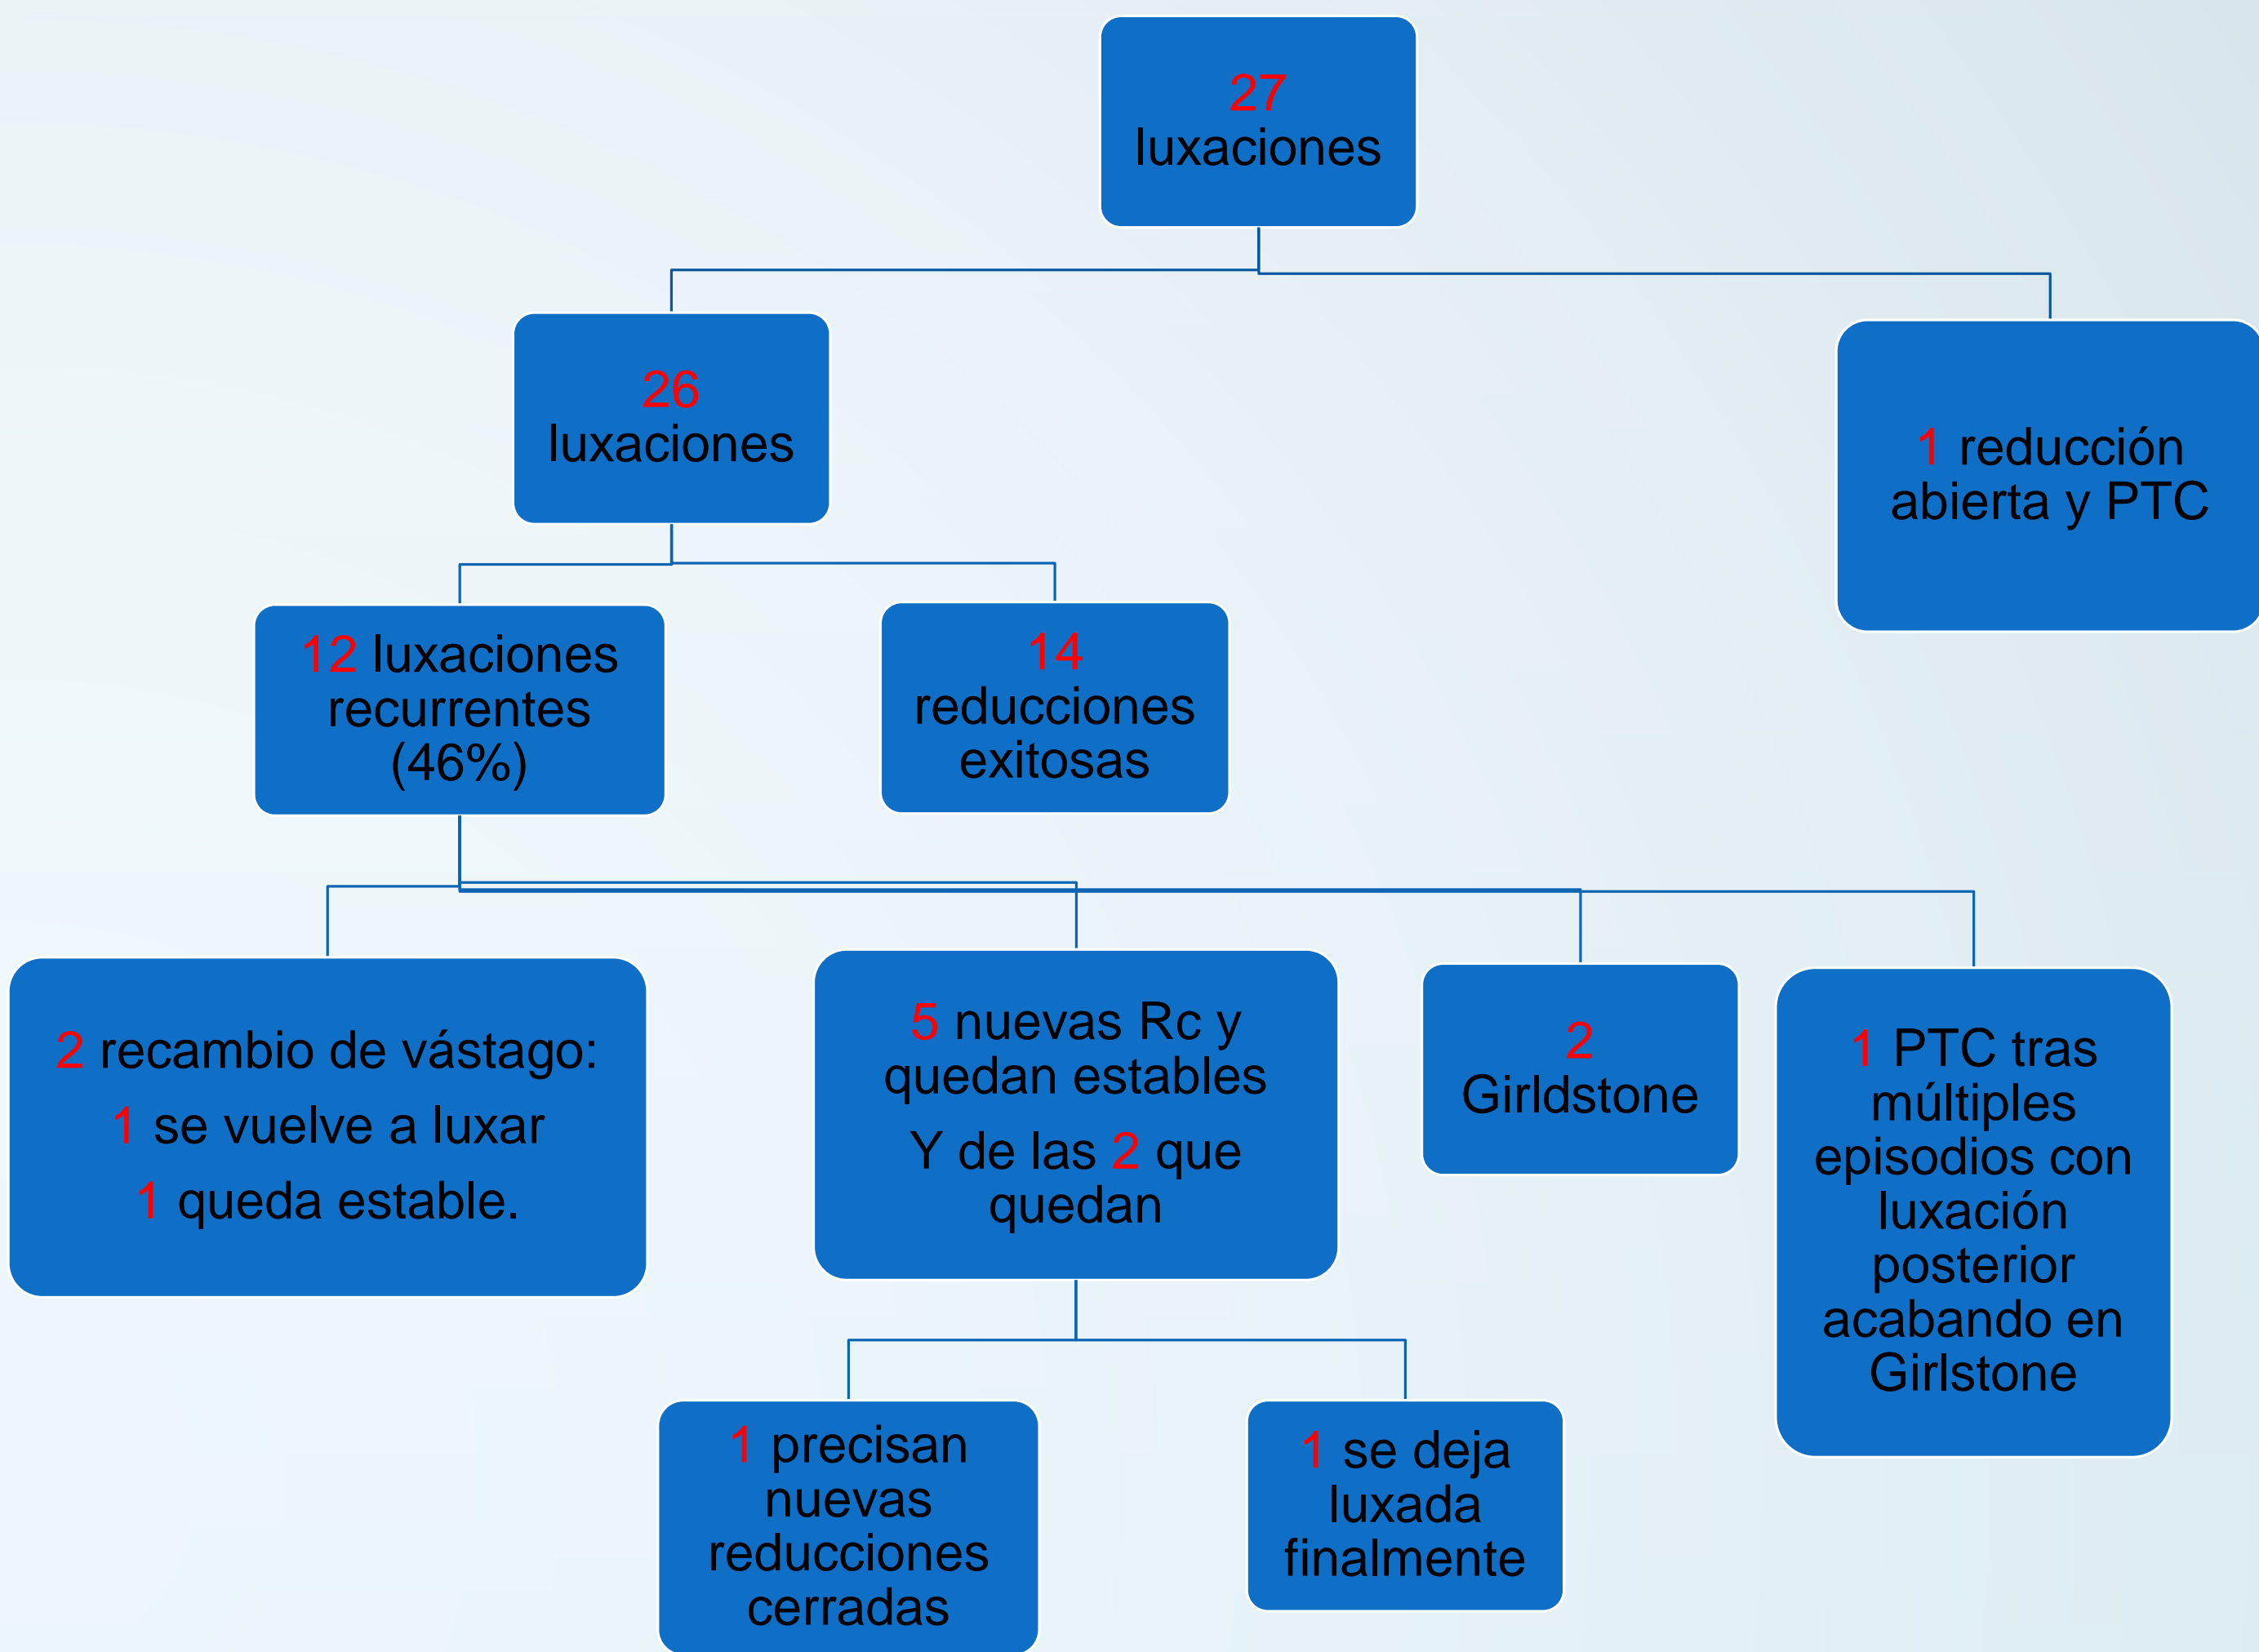 27
luxaciones
26
luxaciones
1 reducción
abierta y PTC
12 luxaciones
recurrentes
(46%)
14
reducciones
exitosas
2 recambio de vástago:
1 se vuelve a luxar
1 queda estable.
5 nuevas Rc y
quedan estables
Y de las 2 que
quedan
2
Girldstone
1 PTC tras
múltiples
episodios con
luxación
posterior
acabando en
Girlstone
1 precisan
nuevas
reducciones
cerradas
1 se deja
luxada
finalmente